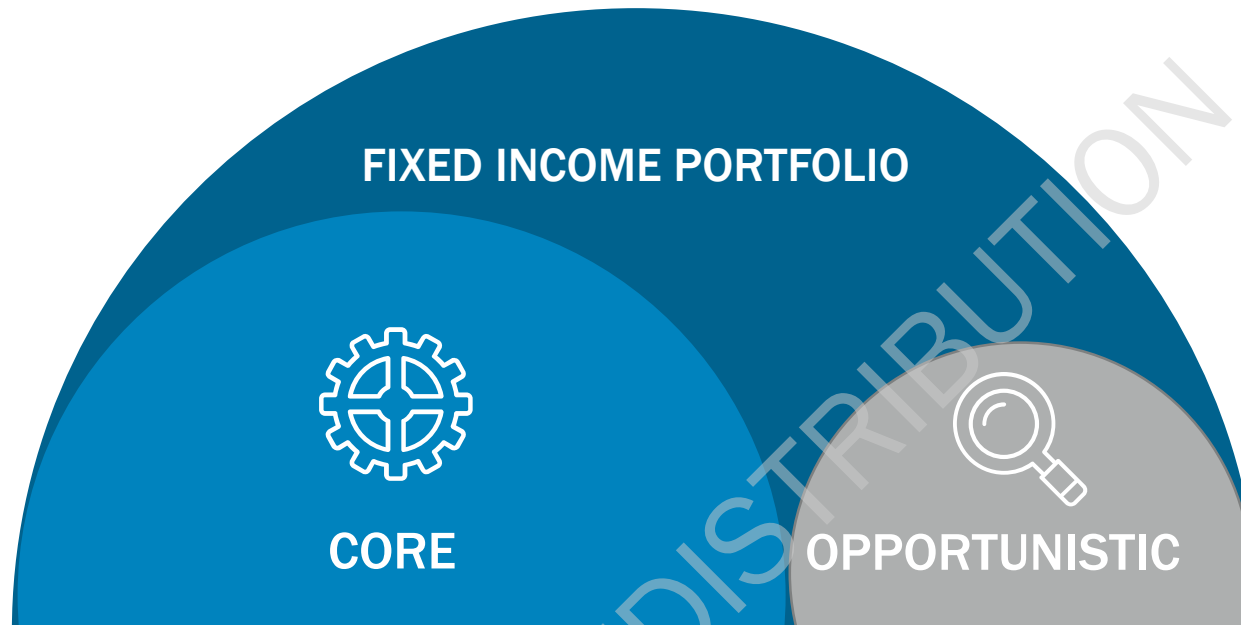 FIXED INCOME PORTFOLIO
CORE
OPPORTUNISTIC
DISTRIBUTION